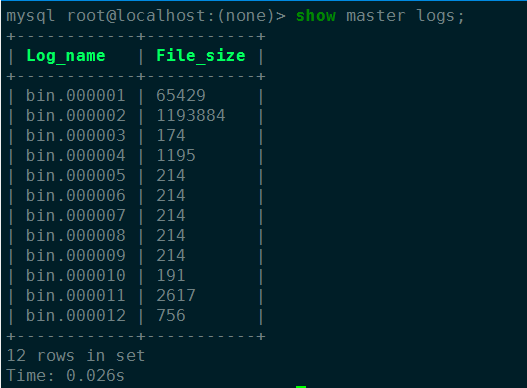 mysql root@localhost:(none)> show master logs;
+------------+-----------+
| Log_name   | File_size |
+------------+-----------+
| bin.000001 | 65429     |
| bin.000002 | 1193884   |
| bin.000003 | 174       |
| bin.000004 | 1195      |
| bin.000005 | 214       |
| bin.000006 | 214       |
| bin.000007 | 214       |
| bin.000008 | 214       |
| bin.000009 | 214       |
| bin.000010 | 191       |
| bin.000011 | 2617      |
| bin.000012 | 756       |
+------------+-----------+
12 rows in set
Time: 0.026s